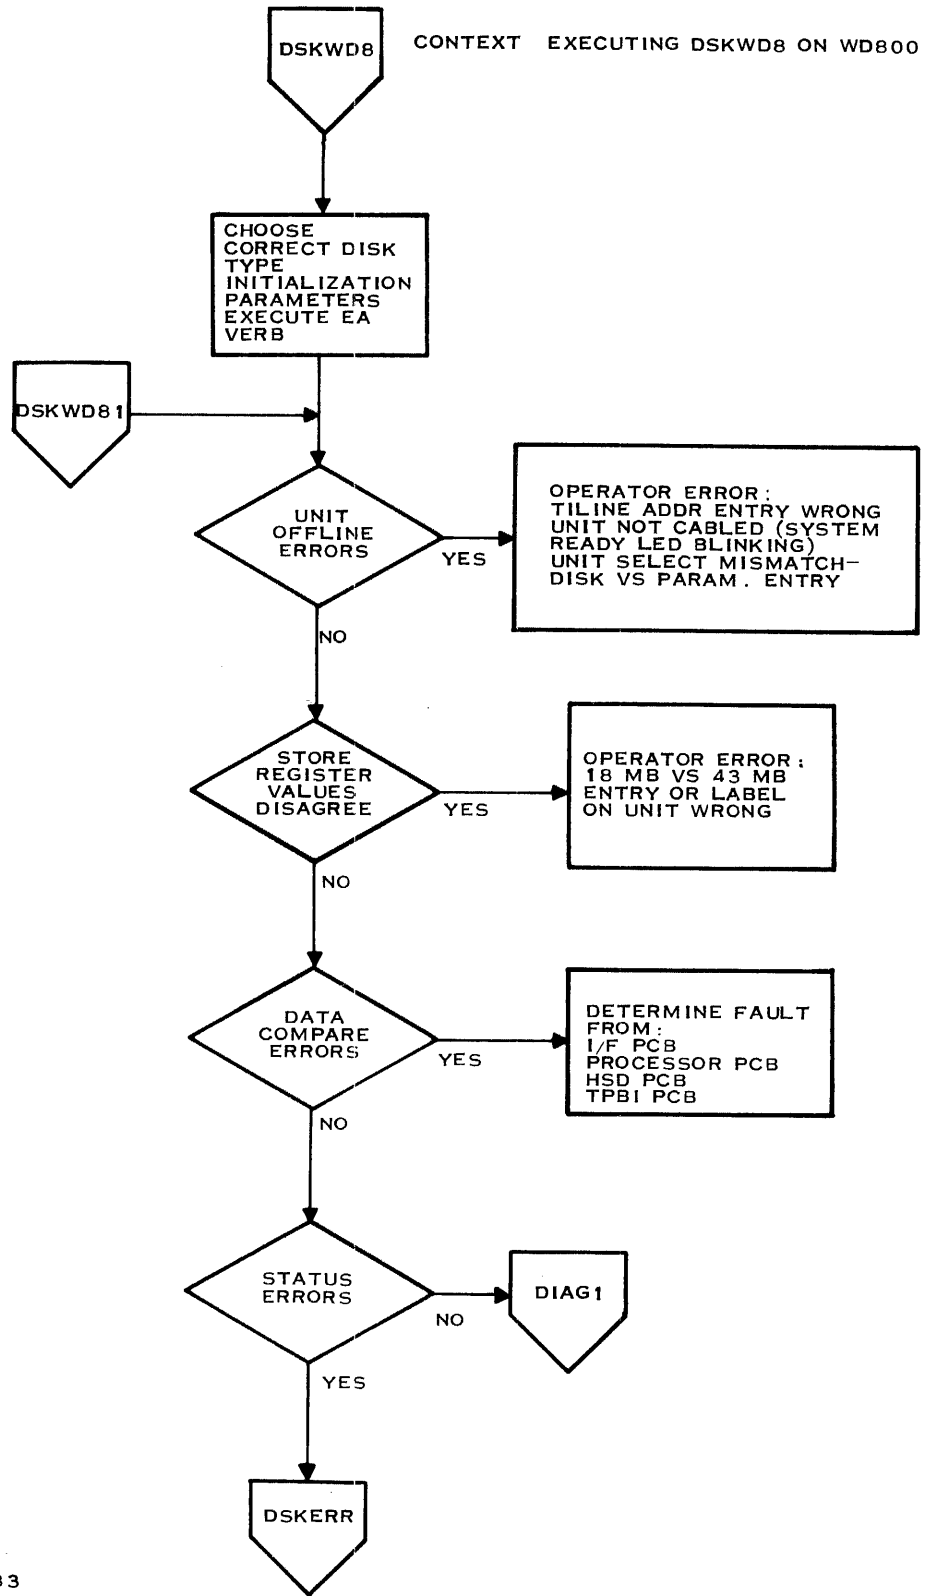 DSKWD8
CONTEXT EXECUTING DSKWD8 ON WD800
CHOOSE
CORRECT DISK
TYPE
INITIALIZATION
PARAMETERS
EXECUTE EA
VERB
DSKWD81
UNIT
OFFLINE
ERRORS
YES
OPERATOR ERROR:
TILINE ADDR ENTRY WRONG
UNIT NOT CABLED (SYSTEM
READY LED BLINKING)
UNIT SELECT MISMATCH-
DISK VS PARAM. ENTRY
NO
STORE
REGISTER
VALUES
DISAGREE
YES
OPERATOR ERROR:
18 MB VS 43 MB
ENTRY OR LABEL
ON UNIT WRONG
NO
DATA
COMPARE
ERRORS
YES
DETERMINE FAULT
FROM:
I/F PCB
PROCESSOR PCB
HSD PCB
TPBI PCB
NO
STATUS
ERRORS
NO
DIAG1
YES
DSKERR